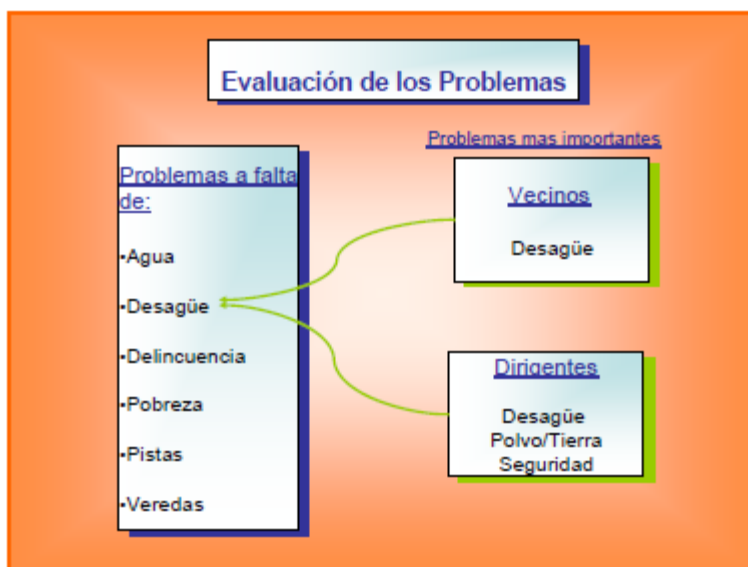 Evaluación de los Problemas
Problemas a falta
de:
•Agua
•Desagüe
•Delincuencia
•Pobreza
•Pistas
•Veredas
Problemas mas importantes
Vecinos
Desagüe
Dirigentes
Desagüe
Polvo/Tierra
Seguridad